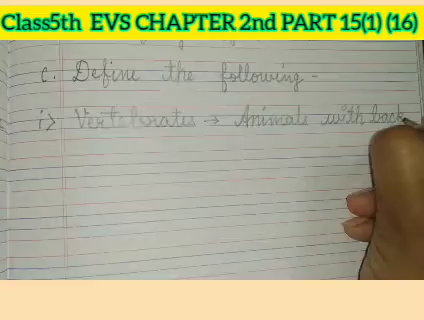 Class5th EVS CHAPTER 2nd PART 15(1) (16)
c. Define the following -
i> Vertebrates → Animals with back